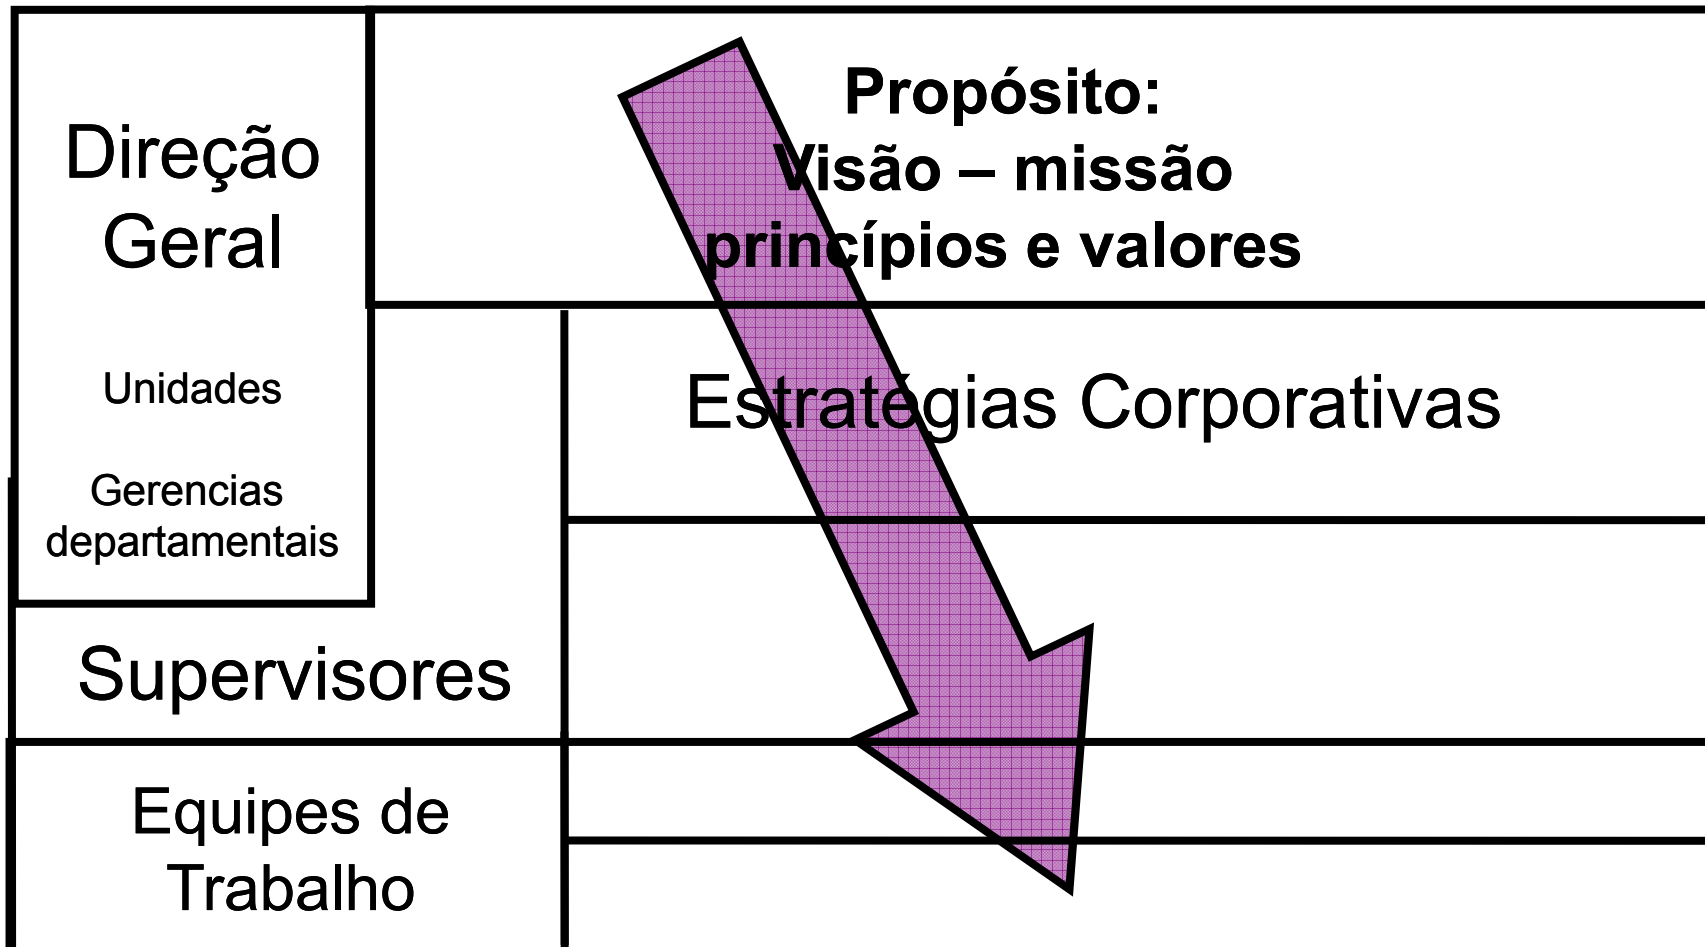 Direção
Geral
Unidades
Gerencias
departamentais
Supervisores
Equipes de
Trabalho
Propósito:
Visão – missão
princípios e valores
Estratégias Corporativas